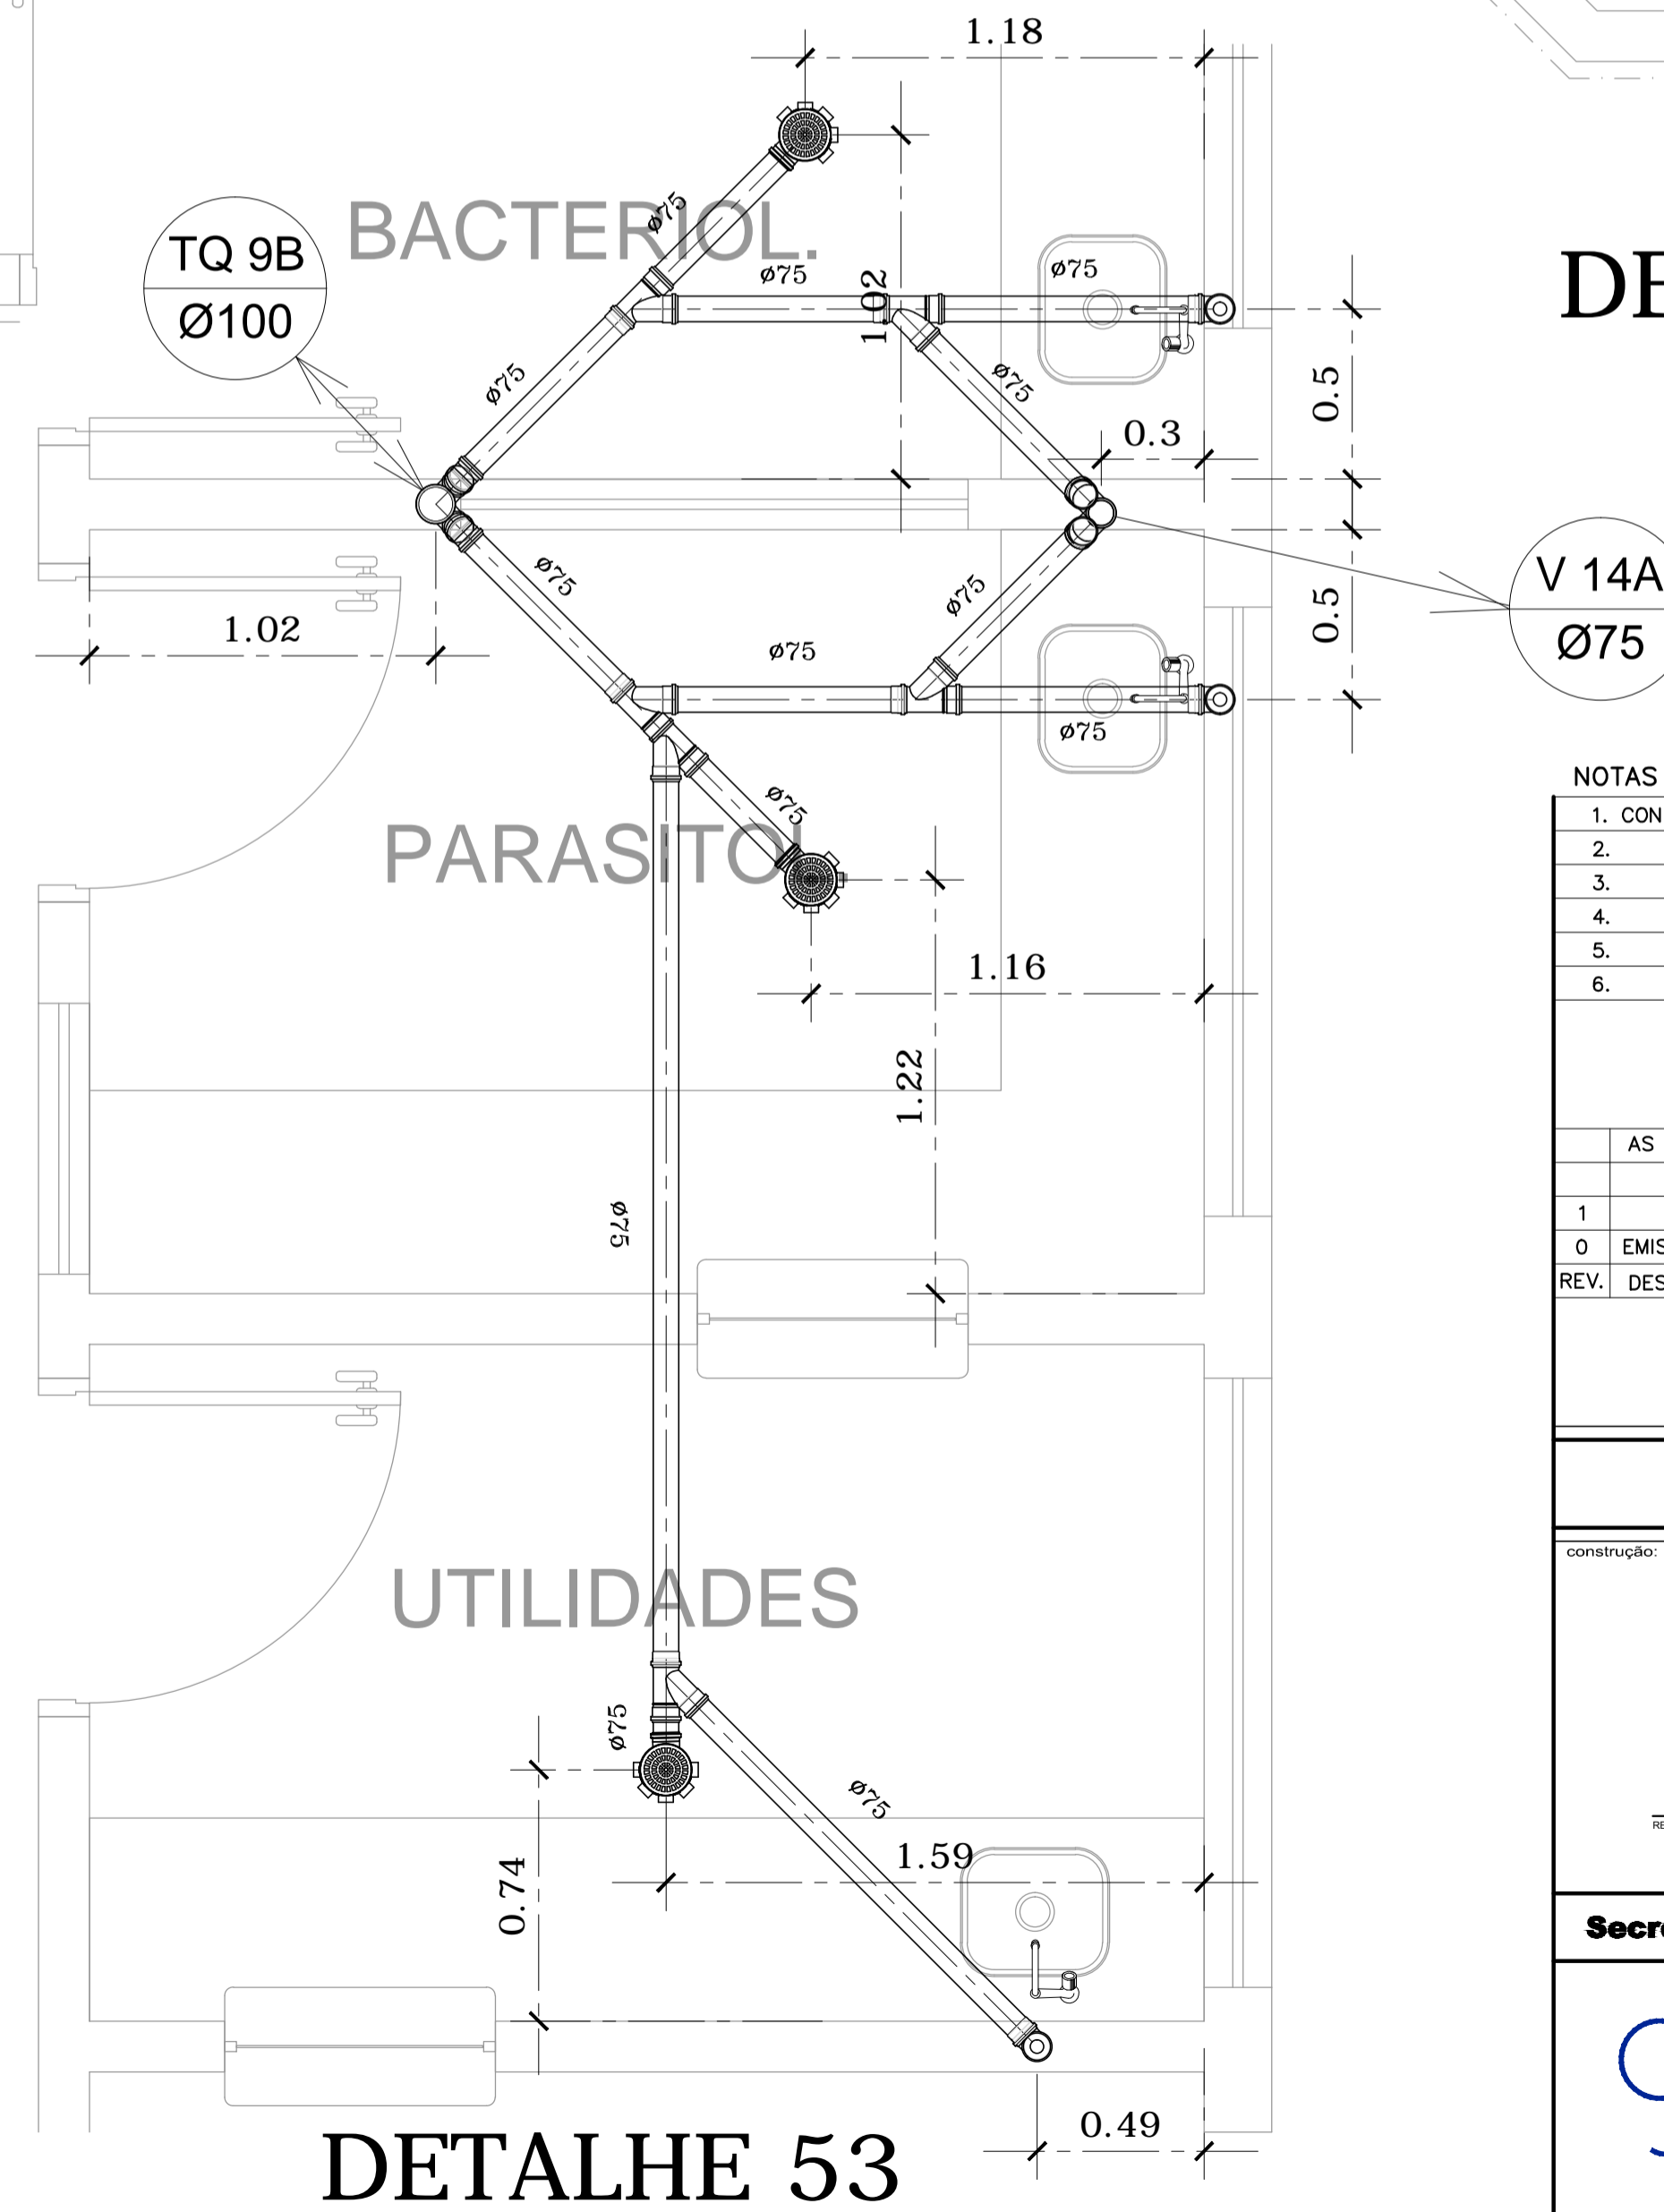 1.18
BACTERIOL.
TQ 9B
Ø100
ø75
ø75
ø75
1.02
ø75
ø75
0.5
0.3
V 14A
Ø75
0.5
ø75
ø75
1.02
ø75
ø75
ø75
PARASITOL
1.16
1.22
ø75
UTILIDADES
ø75
ø75
1.59
0.74
0.49
DETALHE 53
DE
NOTAS
1. CON
2.
3.
4.
5.
6.
AS
1
0 EMIS
REV. DES
construção:
RE
Secre